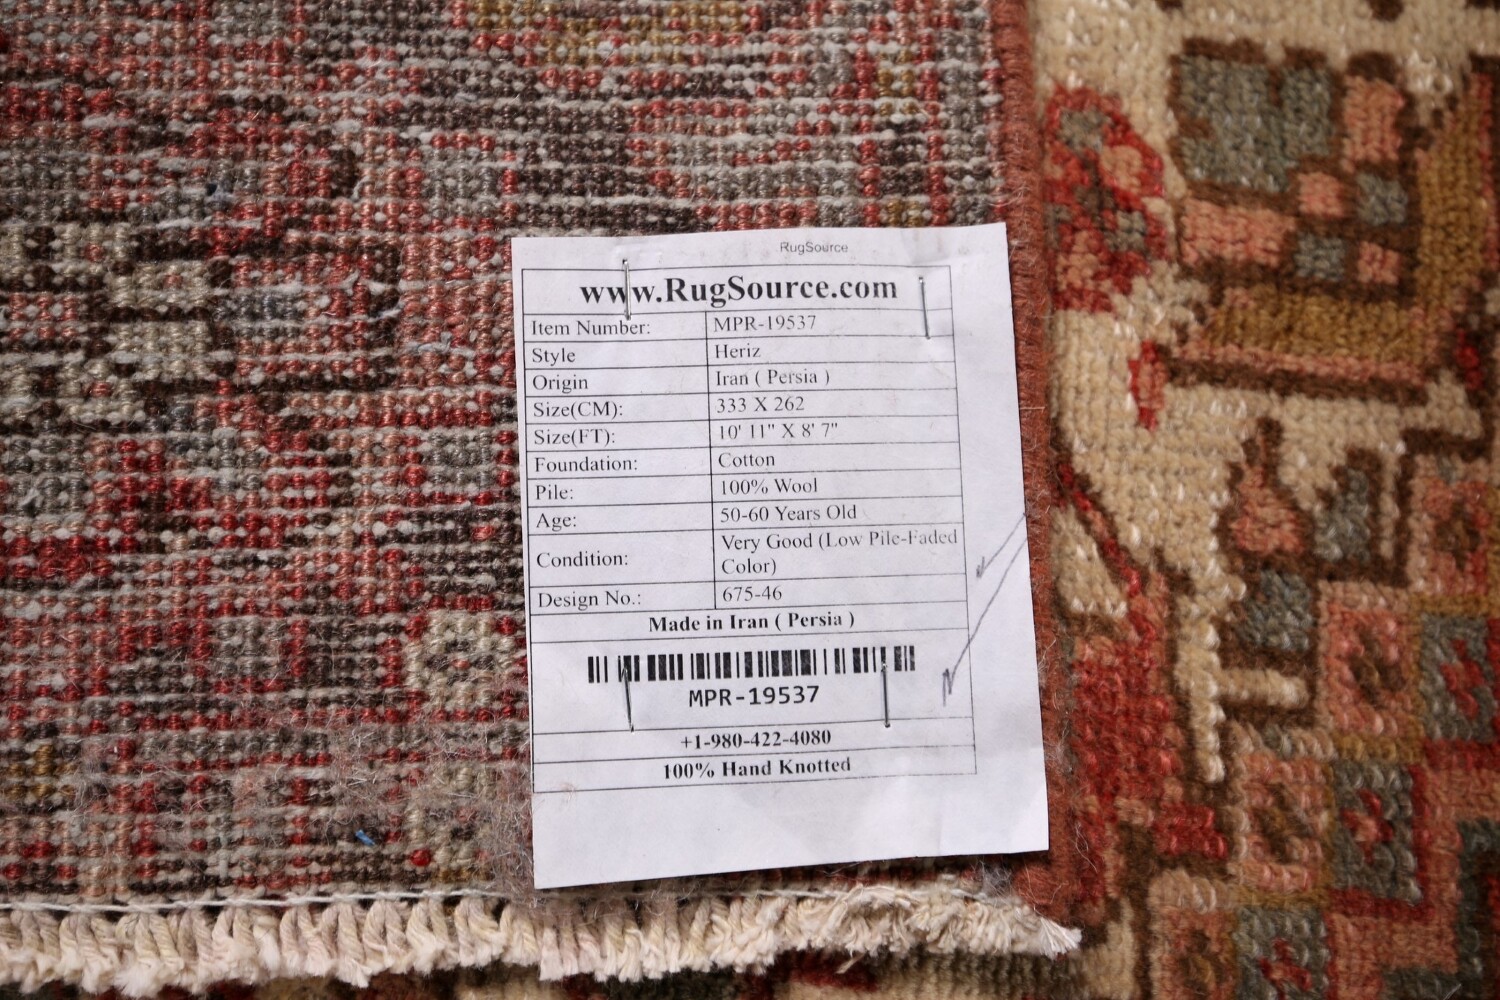 RugSource
www.RugSource.com
Item Number: MPR-19537
Style Heriz
Origin Iran ( Persia )
Size(CM): 333 X 262
Size(FT): 10' 11" X 8' 7"
Foundation: Cotton
Pile: 100% Wool
Age: 50-60 Years Old
Condition: Very Good (Low Pile-Faded
Color)
Design No.: 675-46
Made in Iran ( Persia )
MPR-19537
+1-980-422-4080
100% Hand Knotted